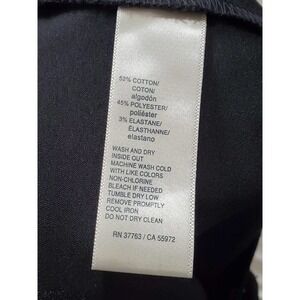 52% COTTON/
COTON/
algodón
45% POLYESTER/
poliéster
3% ELASTANE/
ÉLASTHANNE/
elastano
WASH AND DRY
INSIDE OUT
MACHINE WASH COLD
WITH LIKE COLORS
NON-CHLORINE
BLEACH IF NEEDED
TUMBLE DRY LOW
REMOVE PROMPTLY
COOL IRON
DO NOT DRY CLEAN
RN 37763/ CA 55972